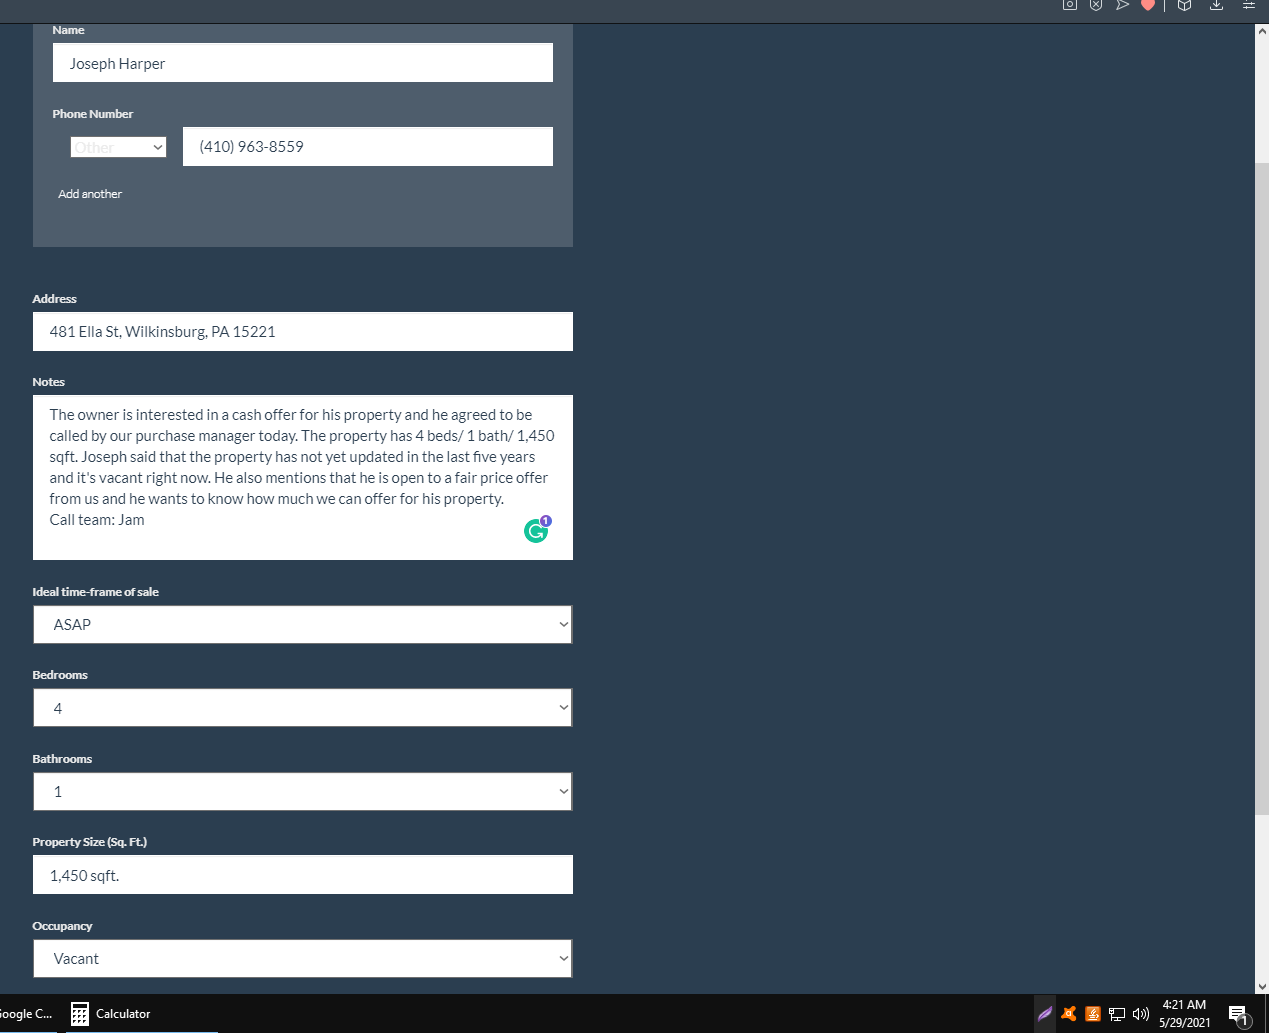 Name
Joseph Harper
Phone Number
Other
(410) 963-8559
Add another
Address
481 Ella St, Wilkinsburg, PA 15221
Notes
The owner is interested in a cash offer for his property and he agreed to be
called by our purchase manager today. The property has 4 beds/ 1 bath/ 1,450
sqft. Joseph said that the property has not yet updated in the last five years
and it's vacant right now. He also mentions that he is open to a fair price offer
from us and he wants to know how much we can offer for his property.
Call team: Jam
1
Ideal time-frame of sale
ASAP
Bedrooms
4
Bathrooms
1
Property Size (Sq. Ft.)
1,450 sqft.
Occupancy
Vacant
Google C...
Calculator
4:21 AM
5/29/2021
1